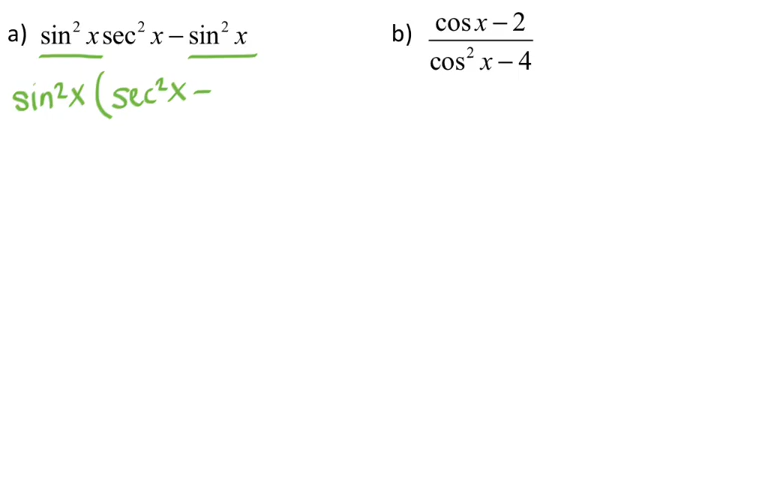 a) sin² x sec² x − sin² x
sin²x (sec²x −
b) cos x − 2
cos² x − 4